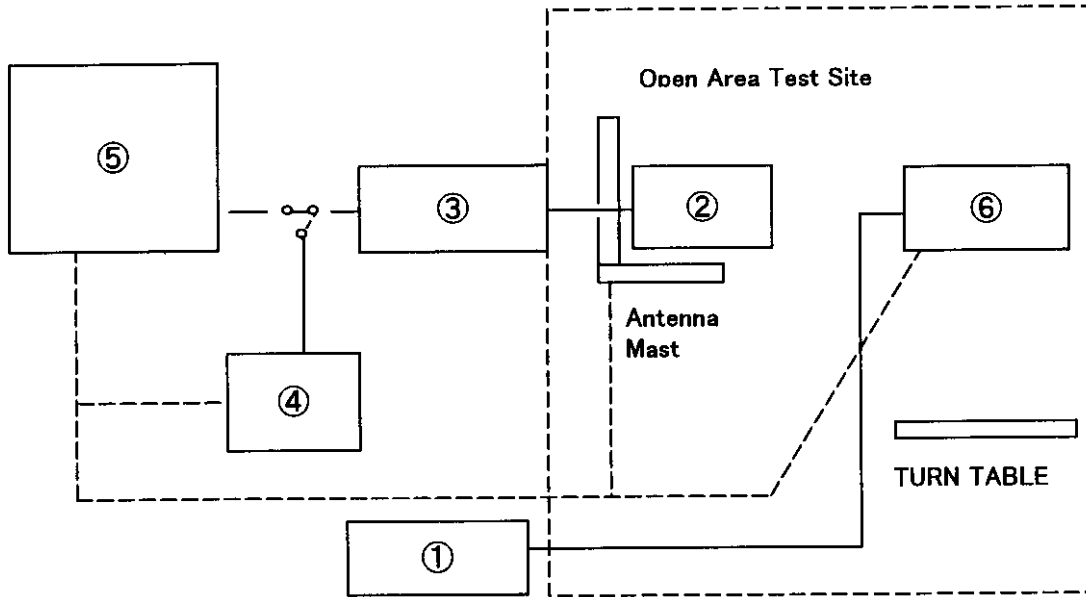 Open Area Test Site
⑤
③
②
⑥
Antenna
Mast
④
TURN TABLE
①